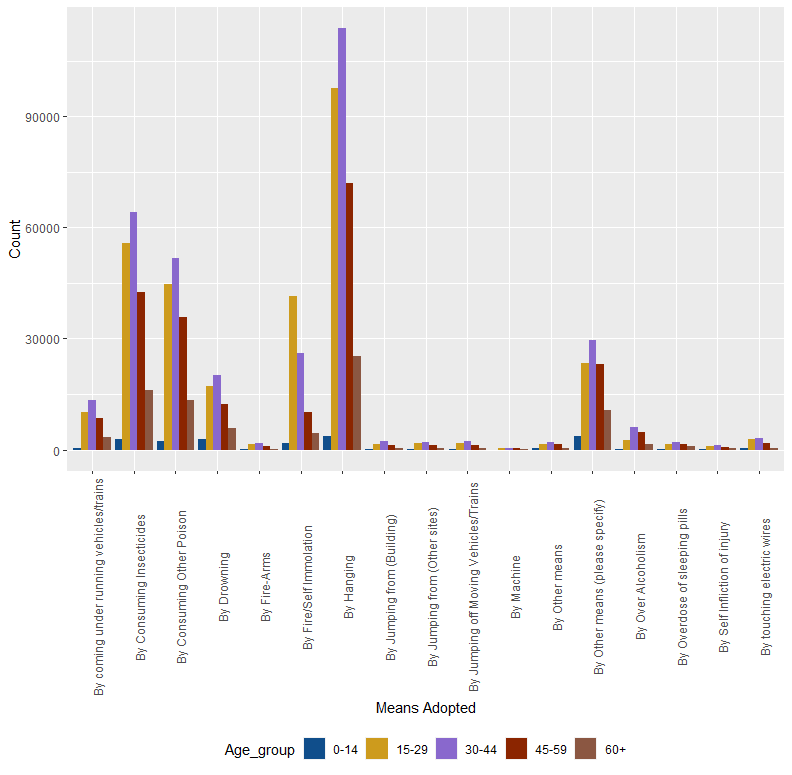 90000
60000
30000
0
Count
By coming under running vehicles/trains
By Consuming Insecticides
By Consuming Other Poison
By Drowning
By Fire-Arms
By Fire/Self Immolation
By Hanging
By Jumping from (Building)
By Jumping from (Other sites)
By Jumping off Moving Vehicles/Trains
By Machine
By Other means
By Other means (please specify)
By Over Alcoholism
By Overdose of sleeping pills
By Self Infliction of injury
By touching electric wires
Means Adopted
Age_group 0-14 15-29 30-44 45-59 60+